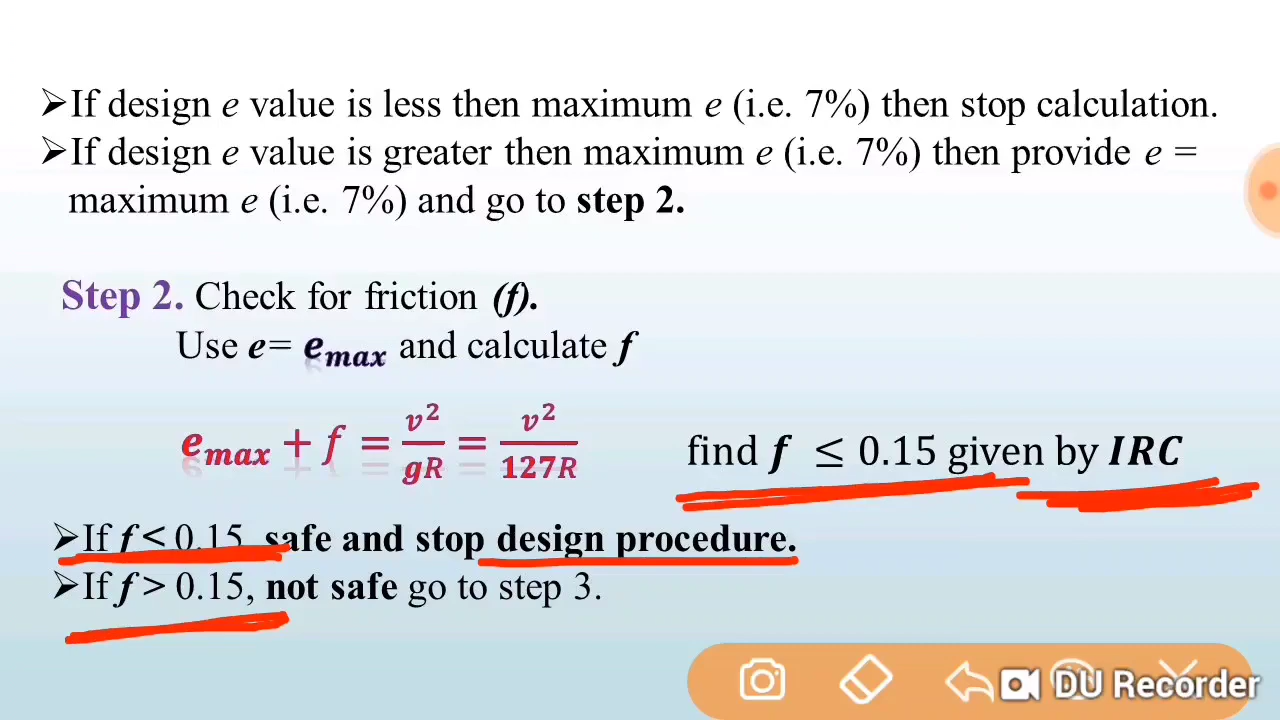 ➢If design e value is less then maximum e (i.e. 7%) then stop calculation.
➢If design e value is greater then maximum e (i.e. 7%) then provide e =
maximum e (i.e. 7%) and go to step 2.
Step 2. Check for friction (f).
Use e= eₘₐₓ and calculate f
eₘₐₓ + f = v²/gR = v²/127R
find f ≤ 0.15 given by IRC
➢If f < 0.15, safe and stop design procedure.
➢If f > 0.15, not safe go to step 3.
DU Recorder